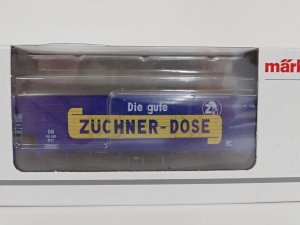 märk
Die gute
ZÜCHNER-DOSE
DB